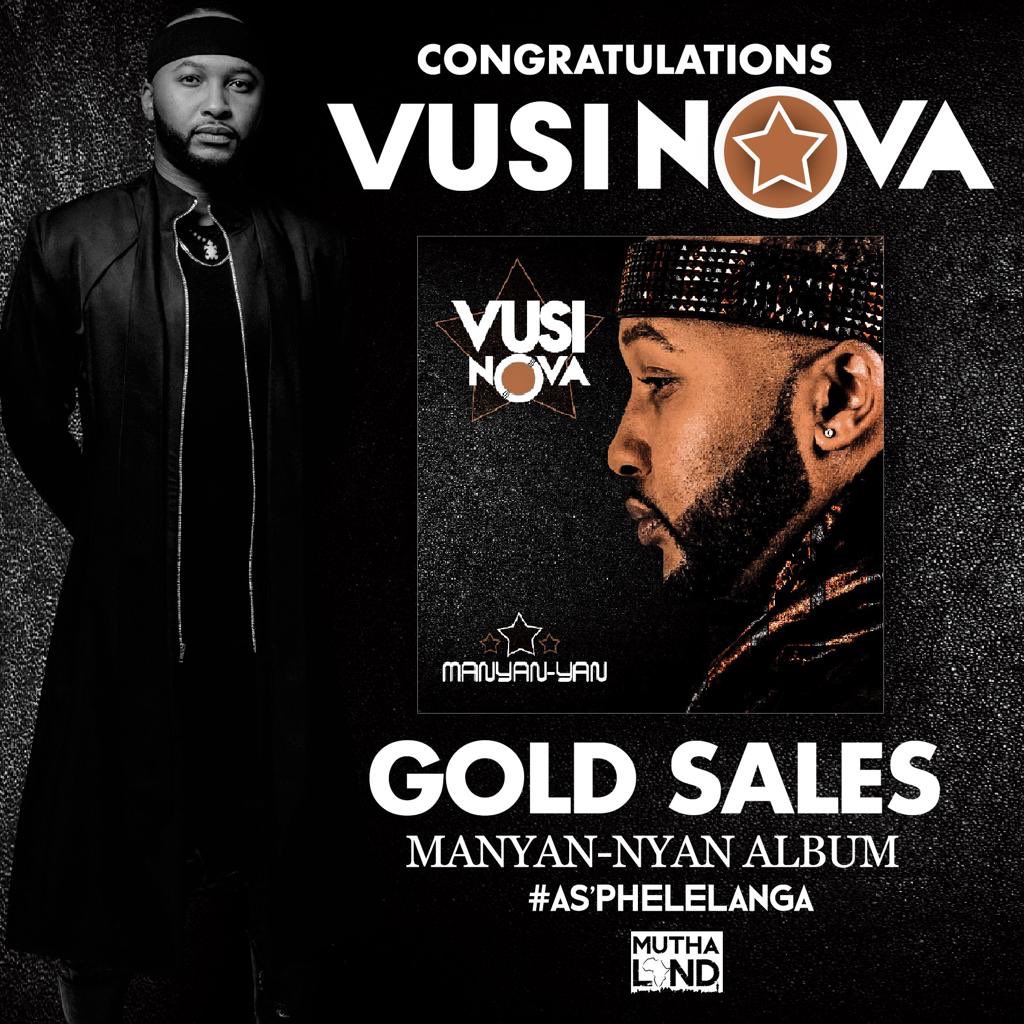 CONGRATULATIONS
VUSI NOVA
VUSI
NOVA
MANYAN-YAN
GOLD SALES
MANYAN-NYAN ALBUM
#AS'PHELELANGA
MUTHA
LAND